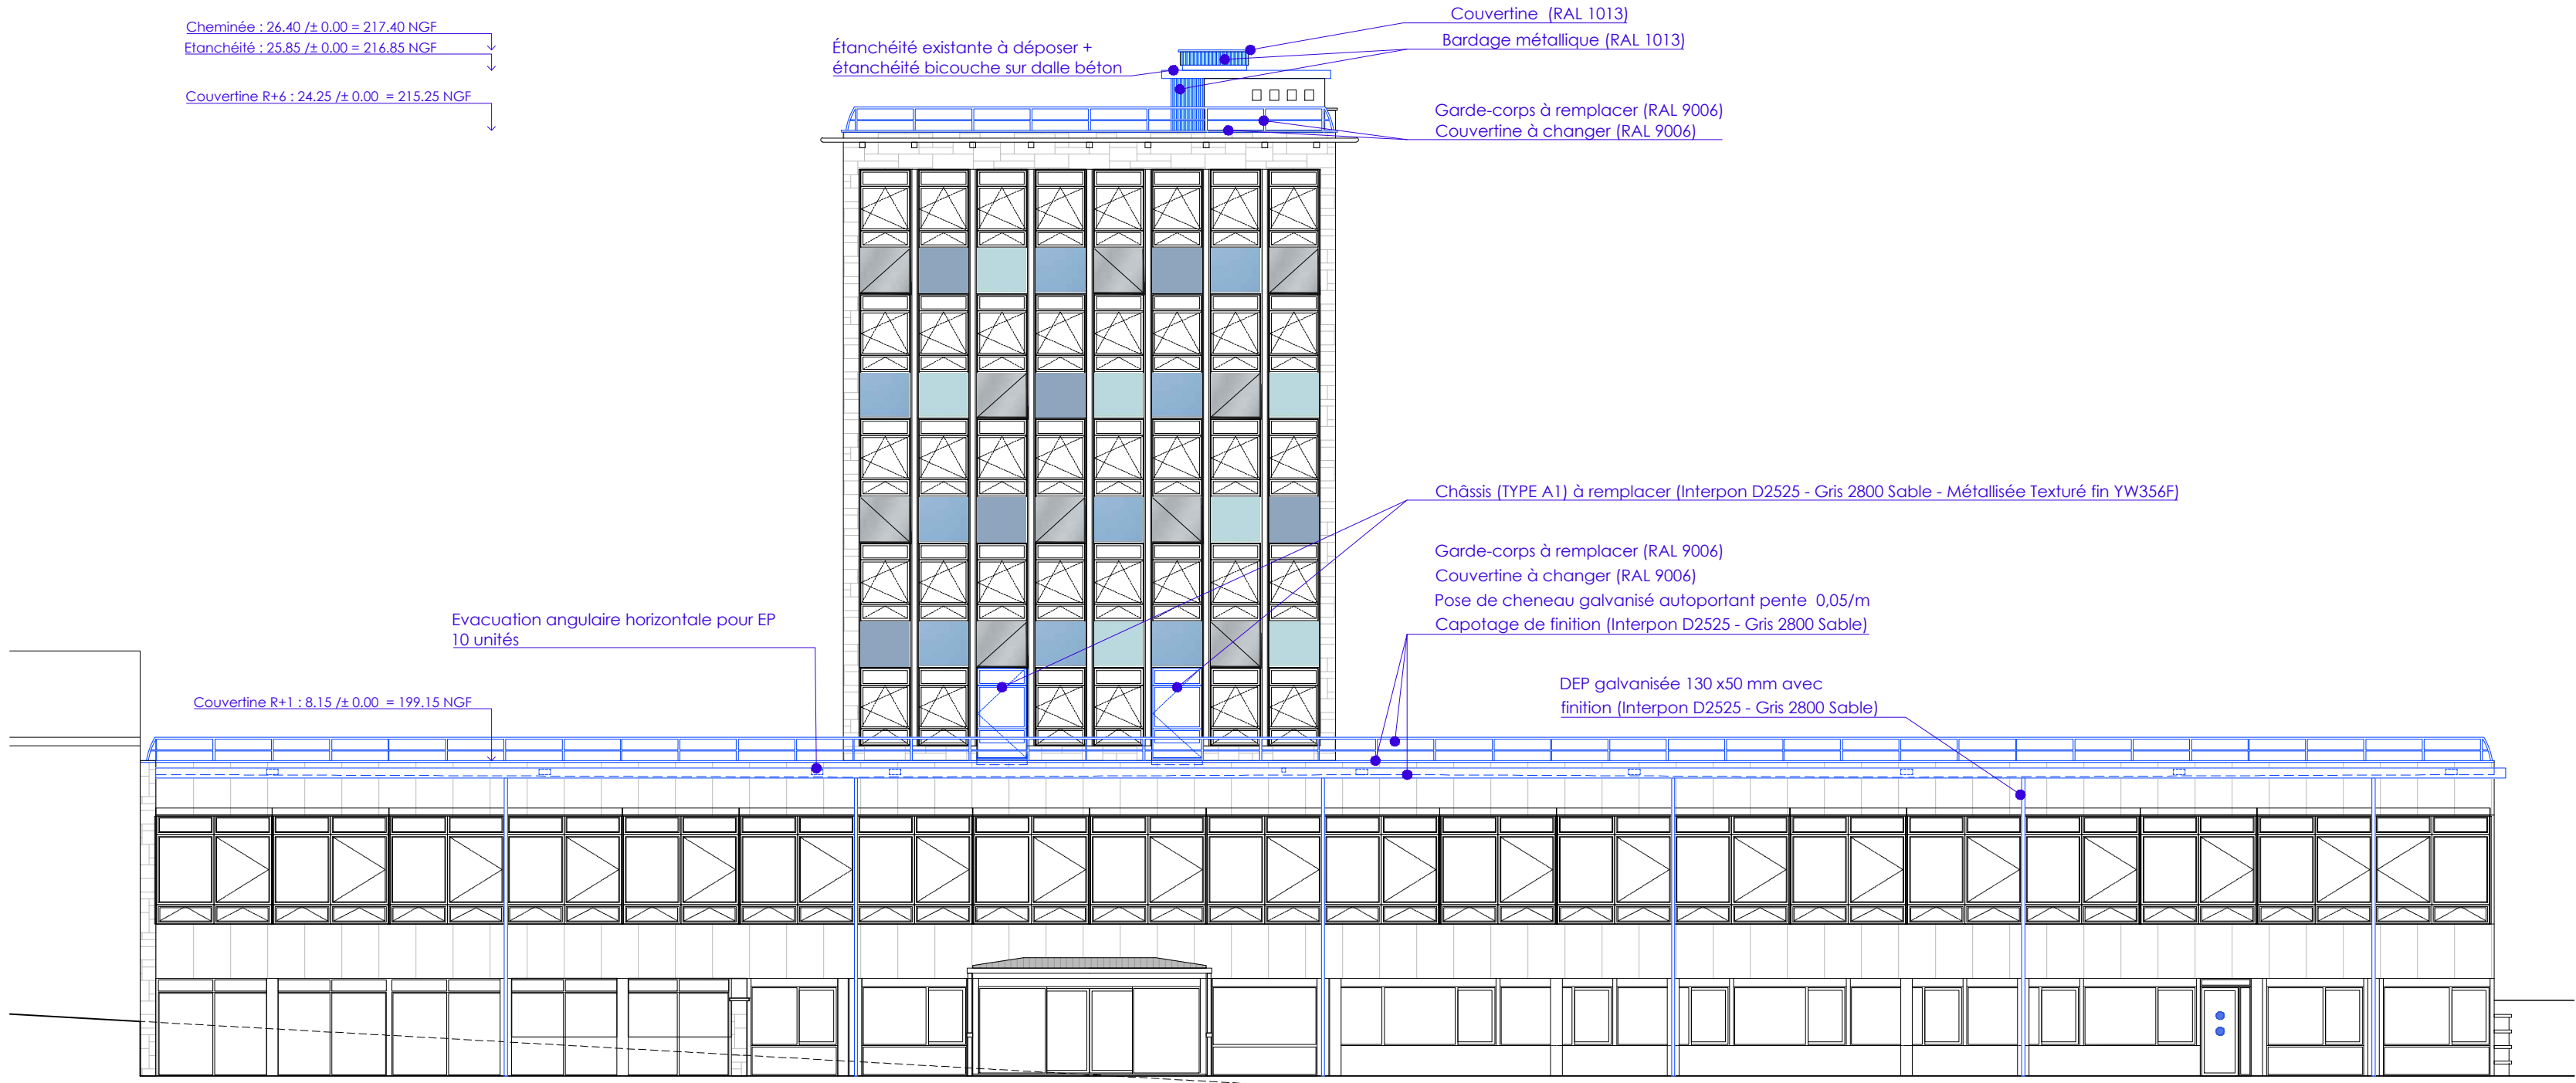 Cheminée : 26.40 /± 0.00 = 217.40 NGF
Etanchéité : 25.85 /± 0.00 = 216.85 NGF
Couvertine R+6 : 24.25 /± 0.00  = 215.25 NGF
Étanchéité existante à déposer +
étanchéité bicouche sur dalle béton
Couvertine  (RAL 1013)
Bardage métallique (RAL 1013)
Garde-corps à remplacer (RAL 9006)
Couvertine à changer (RAL 9006)
Châssis (TYPE A1) à remplacer (Interpon D2525 - Gris 2800 Sable - Métallisée Texturé fin YW356F)
Garde-corps à remplacer (RAL 9006)
Couvertine à changer (RAL 9006)
Pose de cheneau galvanisé autoportant pente  0,05/m
Capotage de finition (Interpon D2525 - Gris 2800 Sable)
Evacuation angulaire horizontale pour EP
10 unités
Couvertine R+1 : 8.15 /± 0.00  = 199.15 NGF
DEP galvanisée 130 x50 mm avec
finition (Interpon D2525 - Gris 2800 Sable)